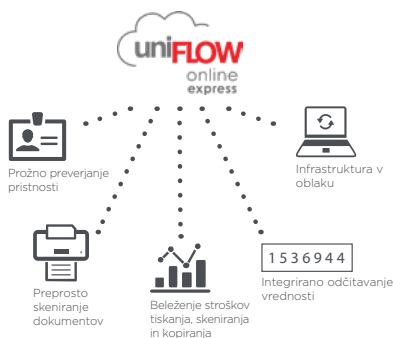 uniFLOW
online
express
Prožno preverjanje
pristnosti
Infrastruktura v
oblaku
Preprosto
skeniranje
dokumentov
Beleženje stroškov
tiskanja, skeniranja
in kopiranja
1536944
Integrirano odčitavanje
vrednosti